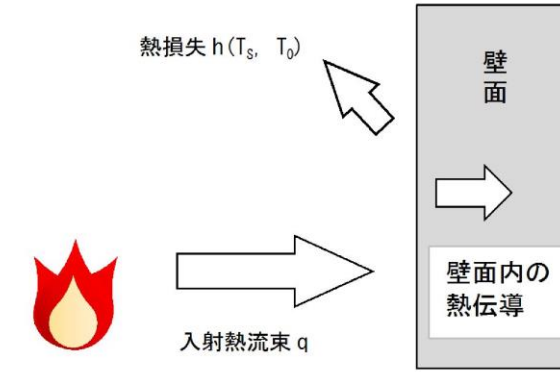 熱損失 h(Tₛ, T₀)
壁
面
壁面内の
熱伝導
入射熱流束 q